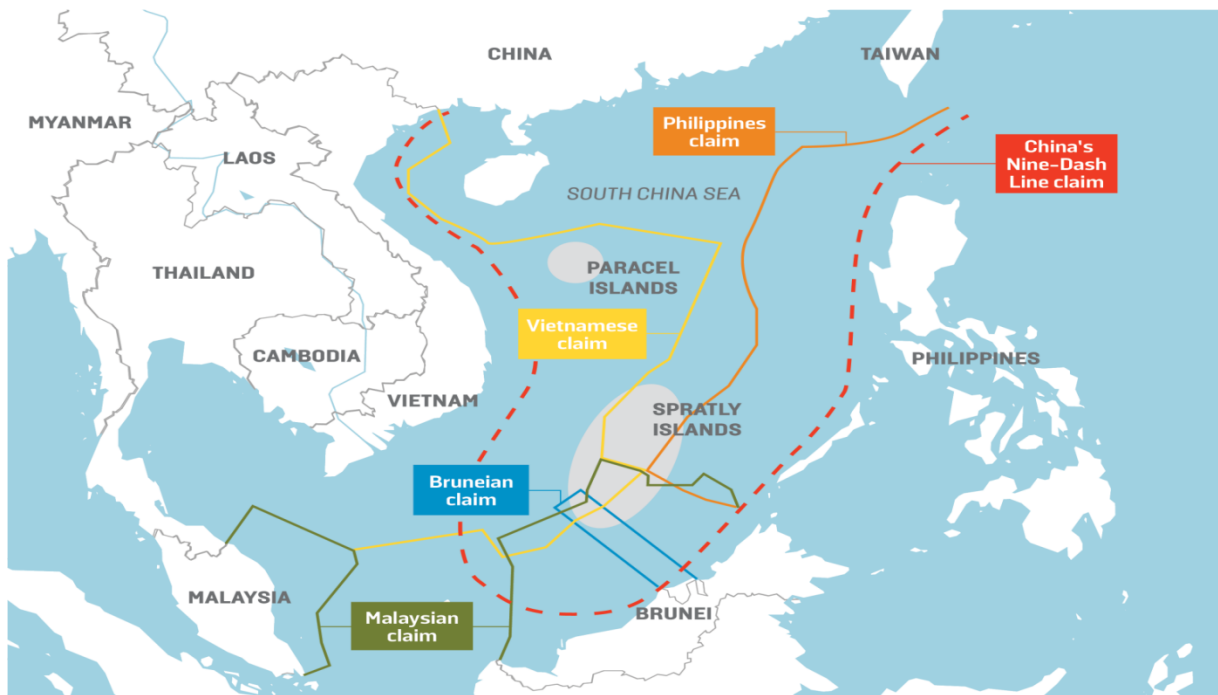 CHINA
TAIWAN
MYANMAR
Philippines
claim
China's
Nine-Dash
Line claim
LAOS
SOUTH CHINA SEA
THAILAND
PARACEL
ISLANDS
Vietnamese
claim
CAMBODIA
PHILIPPINES
VIETNAM
SPRATLY
ISLANDS
Bruneian
claim
MALAYSIA
Malaysian
claim
BRUNEI